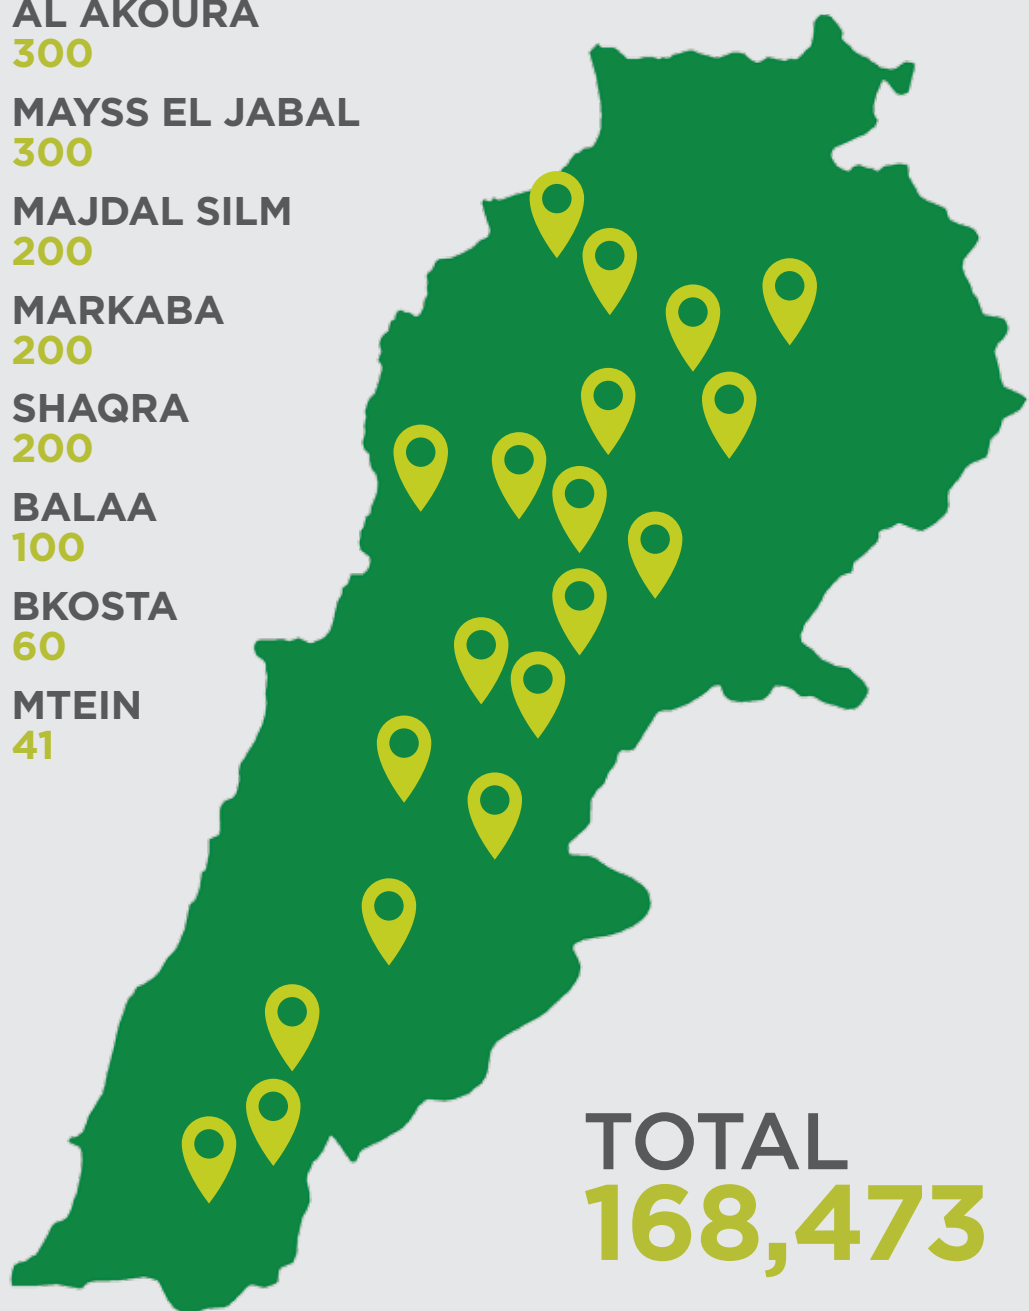 AL AKOURA
300
MAYSS EL JABAL
300
MAJDAL SILM
200
MARKABA
200
SHAQRA
200
BALAA
100
BKOSTA
60
MTEIN
41
TOTAL
168,473